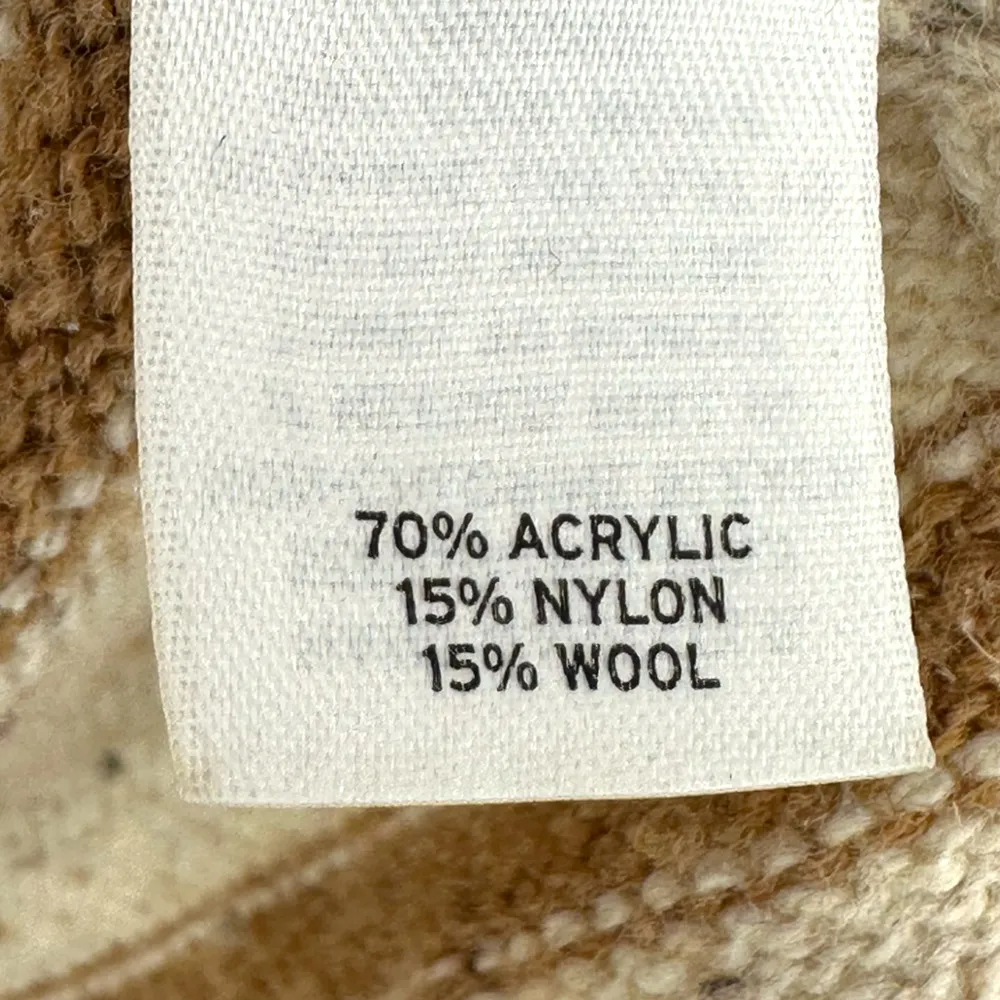 70% ACRYLIC
15% NYLON
15% WOOL